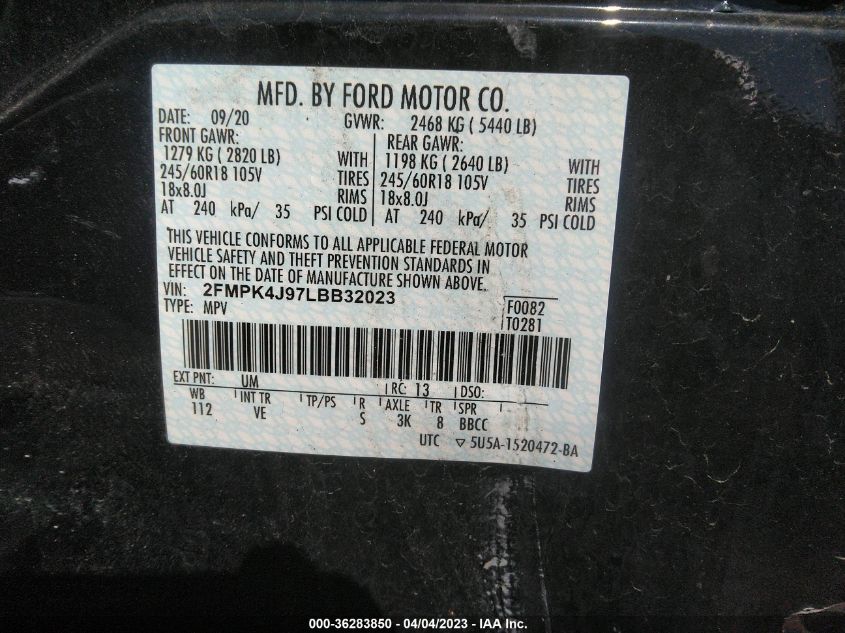 MFD. BY FORD MOTOR CO.
DATE: 09/20 GVWR: 2468 KG ( 5440 LB)
FRONT GAWR: REAR GAWR:
1279 KG ( 2820 LB) WITH 1198 KG ( 2640 LB) WITH
245/60R18 105V TIRES 245/60R18 105V TIRES
18x8.0J RIMS 18x8.0J RIMS
AT 240 kPa/ 35 PSI COLD AT 240 kPa/ 35 PSI COLD
THIS VEHICLE CONFORMS TO ALL APPLICABLE FEDERAL MOTOR
VEHICLE SAFETY AND THEFT PREVENTION STANDARDS IN
EFFECT ON THE DATE OF MANUFACTURE SHOWN ABOVE.
VIN: 2FMPK4J97LBB32023 F0082
TYPE: MPV T0281
EXT PNT: UM RC: 13 DSO:
WB INT TR TP/PS R AXLE TR SPR
112 VE S 3K 8 BBCC
UTC ▽ 5U5A-1520472-BA
000-36283850 - 04/04/2023 - IAA Inc.